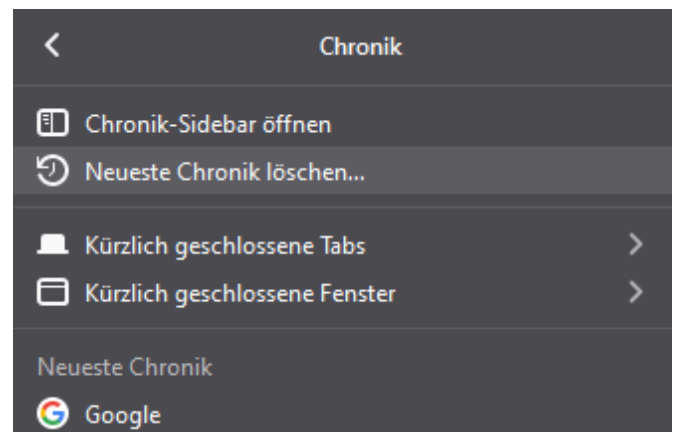 Chronik
Chronik-Sidebar öffnen
Neueste Chronik löschen...
Kürzlich geschlossene Tabs
Kürzlich geschlossene Fenster
Neueste Chronik
Google